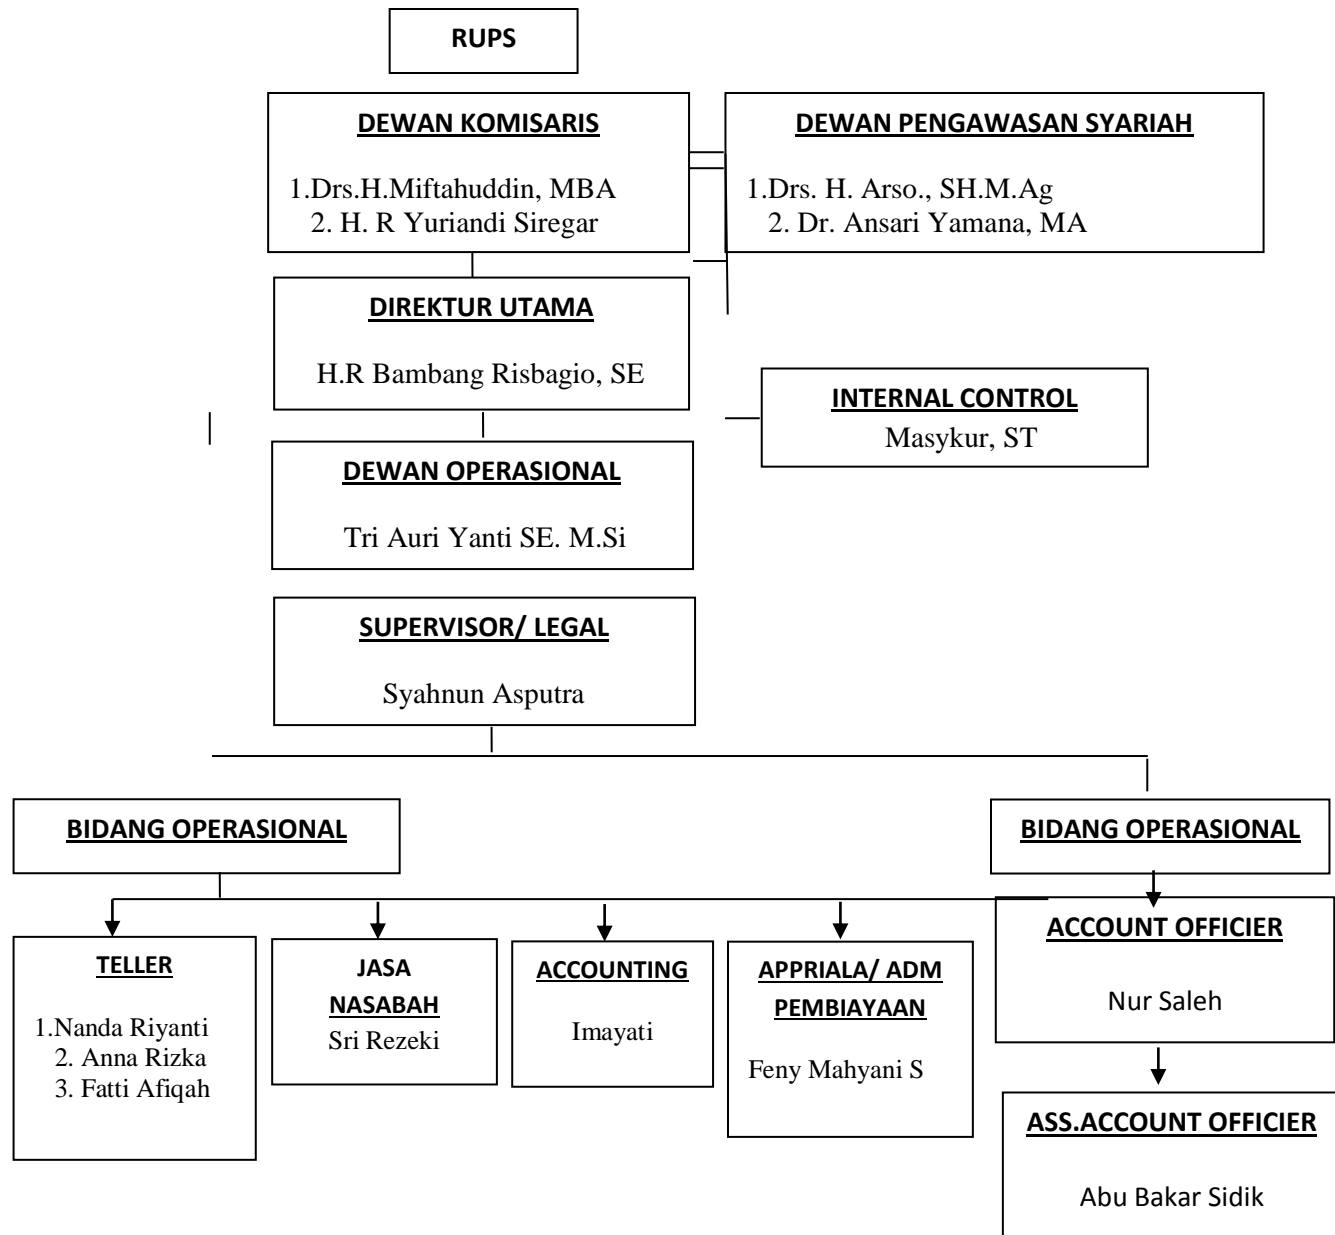 RUPS
DEWAN KOMISARIS
1.Drs.H.Miftahuddin, MBA
2. H. R Yuriandi Siregar
DEWAN PENGAWASAN SYARIAH
1.Drs. H. Arso., SH.M.Ag
2. Dr. Ansari Yamana, MA
DIREKTUR UTAMA
H.R Bambang Risbagio, SE
INTERNAL CONTROL
Masykur, ST
DEWAN OPERASIONAL
Tri Auri Yanti SE. M.Si
SUPERVISOR/ LEGAL
Syahnun Asputra
BIDANG OPERASIONAL
BIDANG OPERASIONAL
TELLER
1.Nanda Riyanti
2. Anna Rizka
3. Fatti Afiqah
JASA
NASABAH
Sri Rezeki
ACCOUNTING
Imayati
APPRIALA/ ADM
PEMBIAYAAN
Feny Mahyani S
ACCOUNT OFFICIER
Nur Saleh
ASS.ACCOUNT OFFICIER
Abu Bakar Sidik